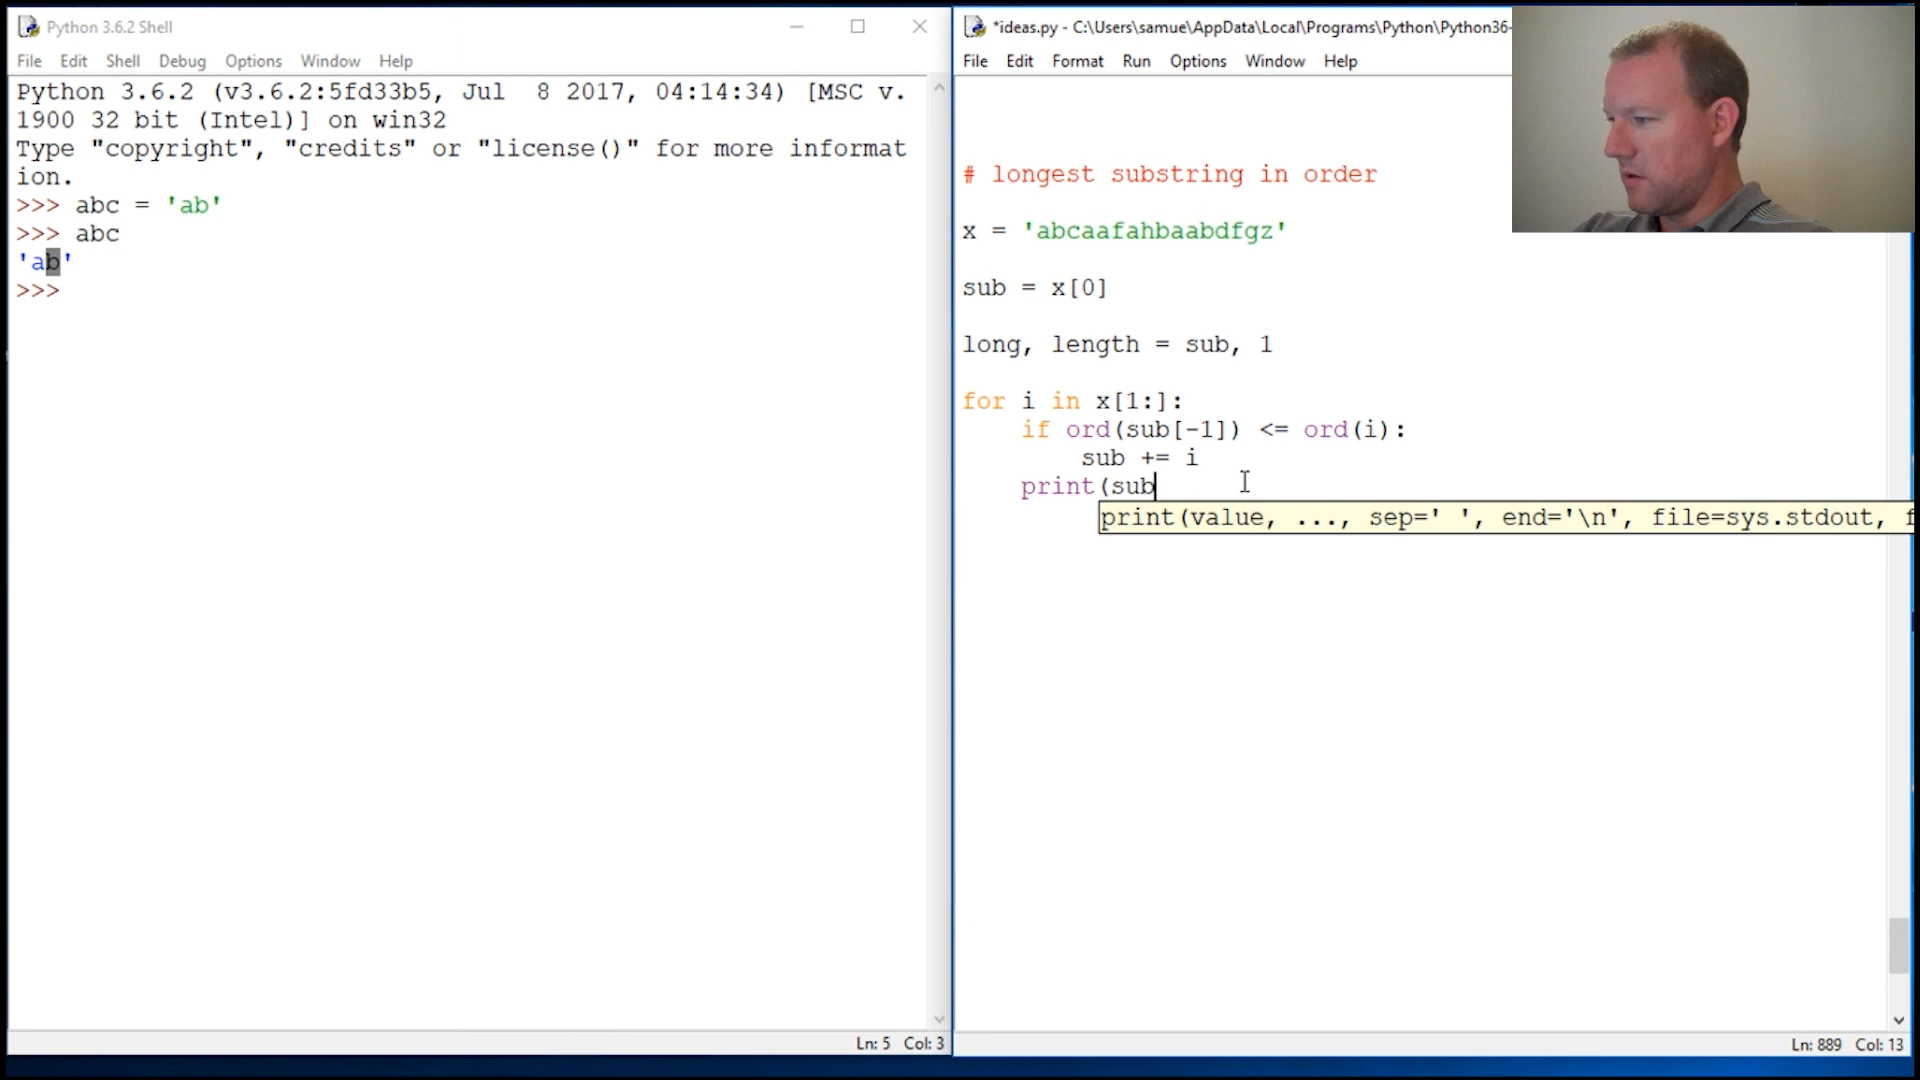 Python 3.6.2 Shell
File Edit Shell Debug Options Window Help
Python 3.6.2 (v3.6.2:5fd33b5, Jul  8 2017, 04:14:34) [MSC v.
1900 32 bit (Intel)] on win32
Type "copyright", "credits" or "license()" for more informat
ion.
>>> abc = 'ab'
>>> abc
'ab'
>>>
Ln: 5 Col: 3
*ideas.py - C:\Users\samue\AppData\Local\Programs\Python\Python36-
File Edit Format Run Options Window Help
# longest substring in order
x = 'abcaafahbaabdfgz'
sub = x[0]
long, length = sub, 1
for i in x[1:]:
    if ord(sub[-1]) <= ord(i):
        sub += i
    print(sub
print(value, ..., sep=' ', end='\n', file=sys.stdout, f
Ln: 889 Col: 13